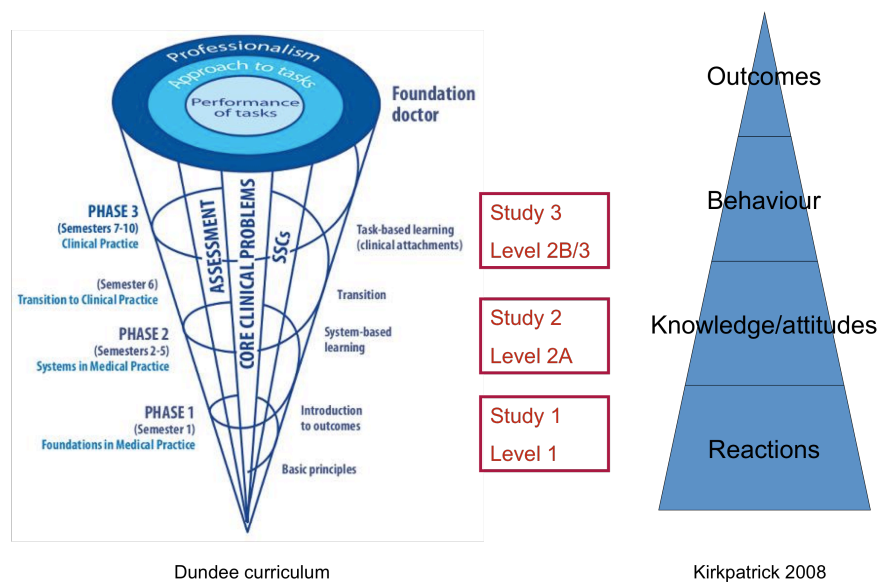 Professionalism
Approach to tasks
Performance
of tasks
Foundation
doctor
PHASE 3
(Semesters 7-10)
Clinical Practice
(Semester 6)
Transition to Clinical Practice
PHASE 2
(Semesters 2-5)
Systems in Medical Practice
PHASE 1
(Semester 1)
Foundations in Medical Practice
ASSESSMENT
CORE CLINICAL PROBLEMS
SSCs
Task-based learning
(clinical attachments)
Transition
System-based
learning
Introduction
to outcomes
Basic principles
Dundee curriculum
Study 3
Level 2B/3
Study 2
Level 2A
Study 1
Level 1
Outcomes
Behaviour
Knowledge/attitudes
Reactions
Kirkpatrick 2008